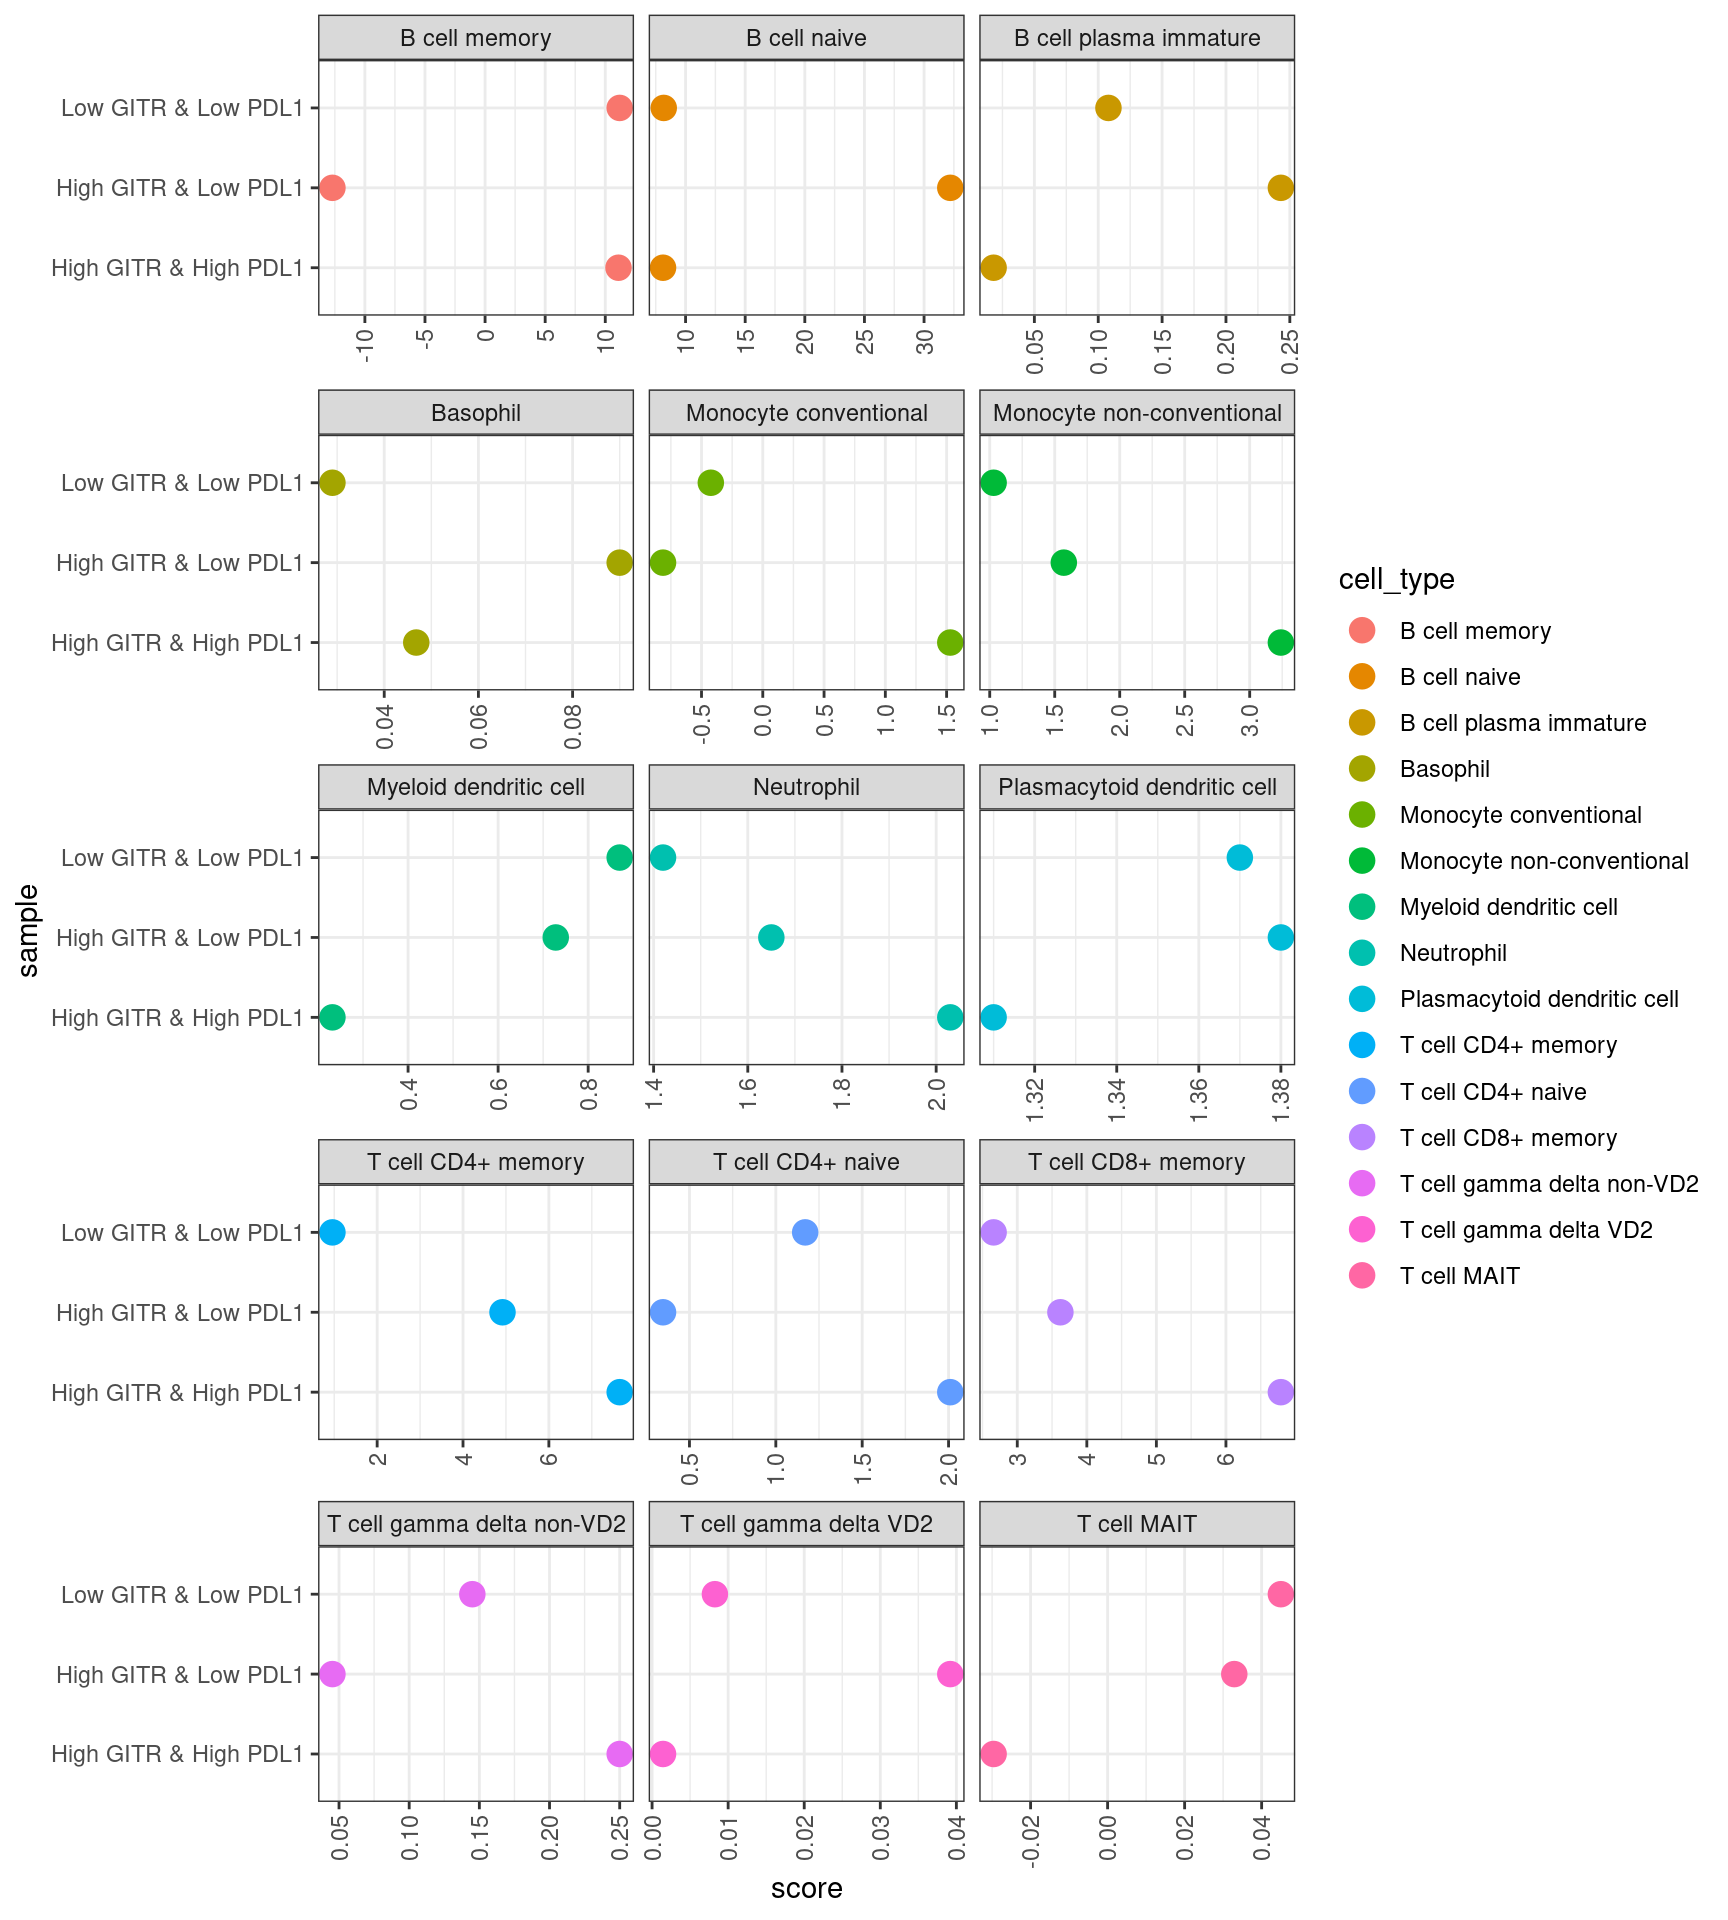 B cell memory
B cell naive
B cell plasma immature
Low GITR & Low PDL1
High GITR & Low PDL1
High GITR & High PDL1
-10 -5 0 5 10
10 15 20 25 30
0.05 0.10 0.15 0.20 0.25
Basophil
Monocyte conventional
Monocyte non-conventional
Low GITR & Low PDL1
High GITR & Low PDL1
High GITR & High PDL1
0.04 0.06 0.08
-0.5 0.0 0.5 1.0 1.5
1.0 1.5 2.0 2.5 3.0
Myeloid dendritic cell
Neutrophil
Plasmacytoid dendritic cell
Low GITR & Low PDL1
High GITR & Low PDL1
High GITR & High PDL1
0.4 0.6 0.8
1.4 1.6 1.8 2.0
1.32 1.34 1.36 1.38
T cell CD4+ memory
T cell CD4+ naive
T cell CD8+ memory
Low GITR & Low PDL1
High GITR & Low PDL1
High GITR & High PDL1
2 4 6
0.5 1.0 1.5 2.0
3 4 5 6
T cell gamma delta non-VD2
T cell gamma delta VD2
T cell MAIT
Low GITR & Low PDL1
High GITR & Low PDL1
High GITR & High PDL1
0.05 0.10 0.15 0.20 0.25
0.00 0.01 0.02 0.03 0.04
-0.02 0.00 0.02 0.04
sample
score
cell_type
B cell memory
B cell naive
B cell plasma immature
Basophil
Monocyte conventional
Monocyte non-conventional
Myeloid dendritic cell
Neutrophil
Plasmacytoid dendritic cell
T cell CD4+ memory
T cell CD4+ naive
T cell CD8+ memory
T cell gamma delta non-VD2
T cell gamma delta VD2
T cell MAIT